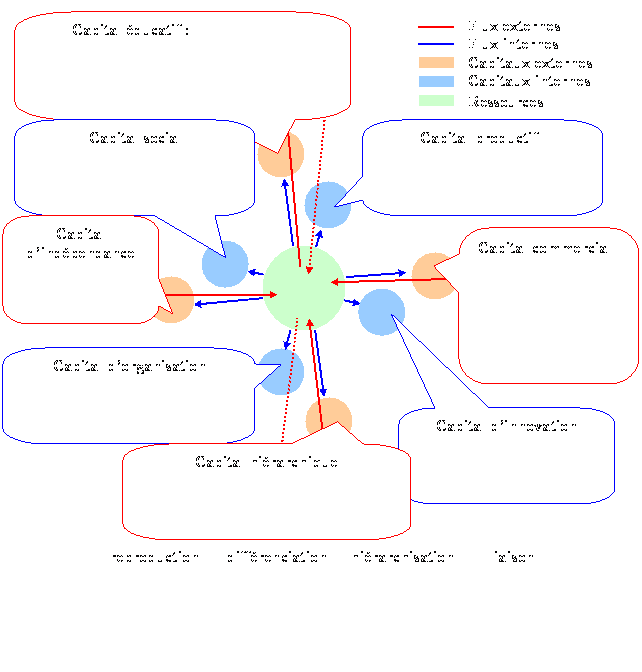 Capital éducatif:
Flux externes
Flux internes
Capitaux externes
Capitaux internes
Ressources
Capital social
Capital productif
Capital
Capital commercial
Capital d'organisation
Capital d'innovation
Capital hiérarchique
reproduction différenciation hiérarchisation liaison